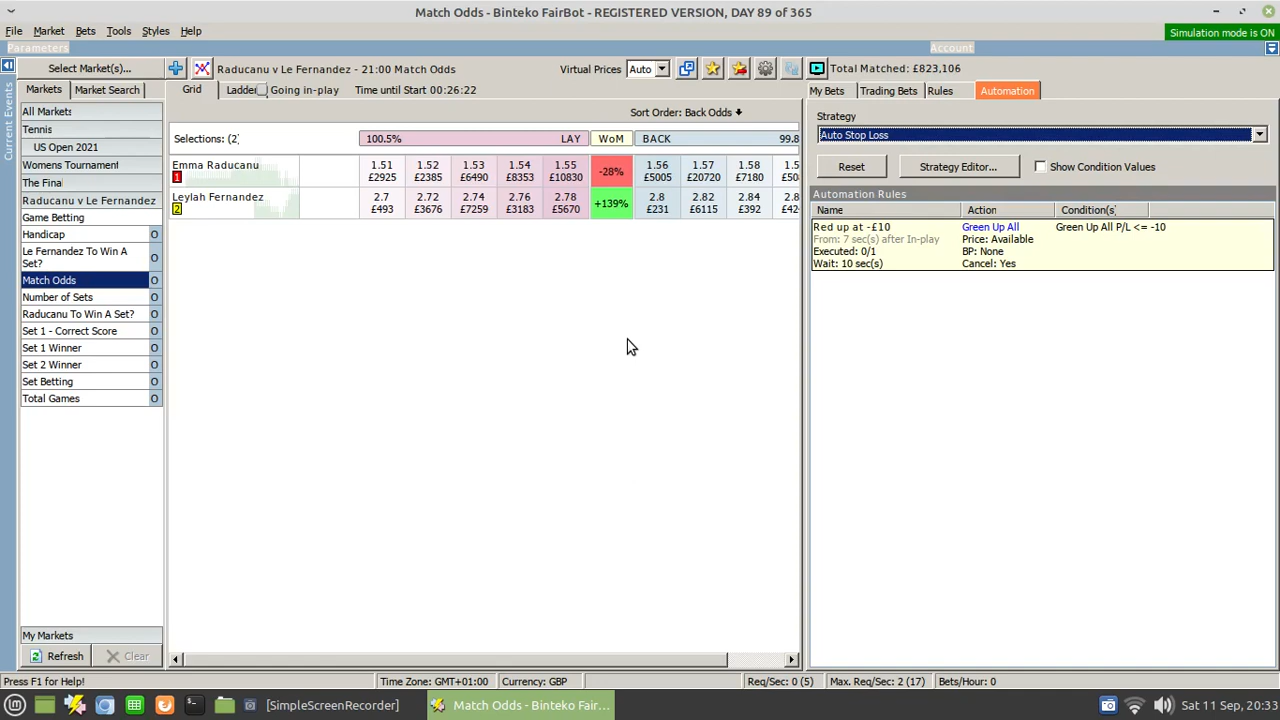 Match Odds - Binteko FairBot - REGISTERED VERSION, DAY 89 of 365
File Market Bets Tools Styles Help
Simulation mode is ON
Parameters
Account
Current Events
Select Market(s)...
Raducanu v Le Fernandez - 21:00 Match Odds
Virtual Prices
Auto
Total Matched: £823,106
Markets
Market Search
Grid
Ladder
Going in-play
Time until Start 00:26:22
My Bets
Trading Bets
Rules
Automation
Sort Order: Back Odds
All Markets
Tennis
US Open 2021
Womens Tournament
The Final
Raducanu v Le Fernandez
Game Betting
Handicap O
Le Fernandez To Win A Set? O
Match Odds O
Number of Sets O
Raducanu To Win A Set? O
Set 1 - Correct Score O
Set 1 Winner O
Set 2 Winner O
Set Betting O
Total Games O
My Markets
Refresh
Clear
Selections: (2)
100.5% LAY WoM BACK 99.8
Emma Raducanu
1
1.51 1.52 1.53 1.54 1.55 -28% 1.56 1.57 1.58 1.5
£2925 £2385 £6490 £8353 £10830 £5005 £20720 £7180 £50
Leylah Fernandez
2
2.7 2.72 2.74 2.76 2.78 +139% 2.8 2.82 2.84 2.8
£493 £3676 £7259 £3183 £5670 £231 £6115 £392 £42
Strategy
Auto Stop Loss
Reset
Strategy Editor...
Show Condition Values
Automation Rules
Name Action Condition(s)
Red up at -£10 Green Up All Green Up All P/L <= -10
From: 7 sec(s) after In-play Price: Available
Executed: 0/1 BP: None
Wait: 10 sec(s) Cancel: Yes
Press F1 for Help!
Time Zone: GMT+01:00
Currency: GBP
Req/Sec: 0 (5)
Max. Req/Sec: 2 (17)
Bets/Hour: 0
[SimpleScreenRecorder]
Match Odds - Binteko Fair...
Sat 11 Sep, 20:33